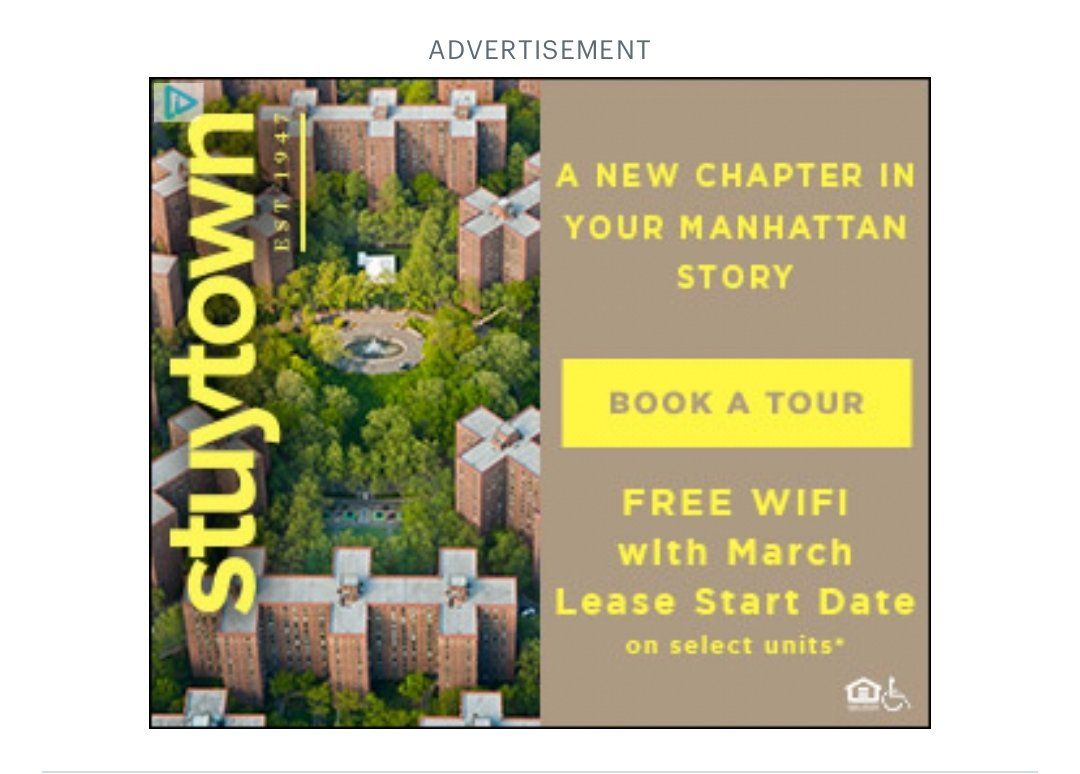 ADVERTISEMENT
stuytown
EST 1947
A NEW CHAPTER IN
YOUR MANHATTAN
STORY
BOOK A TOUR
FREE WIFI
with March
Lease Start Date
on select units*